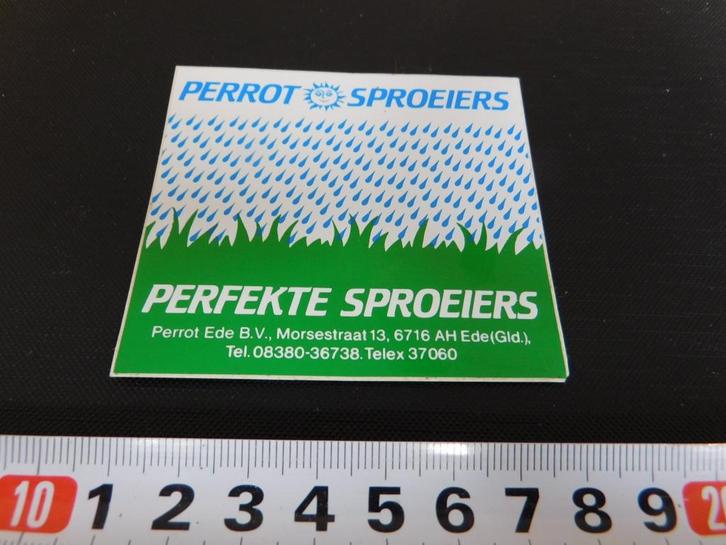 PERROT SPROEIERS
PERFEKTE SPROEIERS
Perrot Ede B.V., Morsestraat 13, 6716 AH Ede (Gld.),
Tel. 08380-36738. Telex 37060
10 1 2 3 4 5 6 7 8 9 20